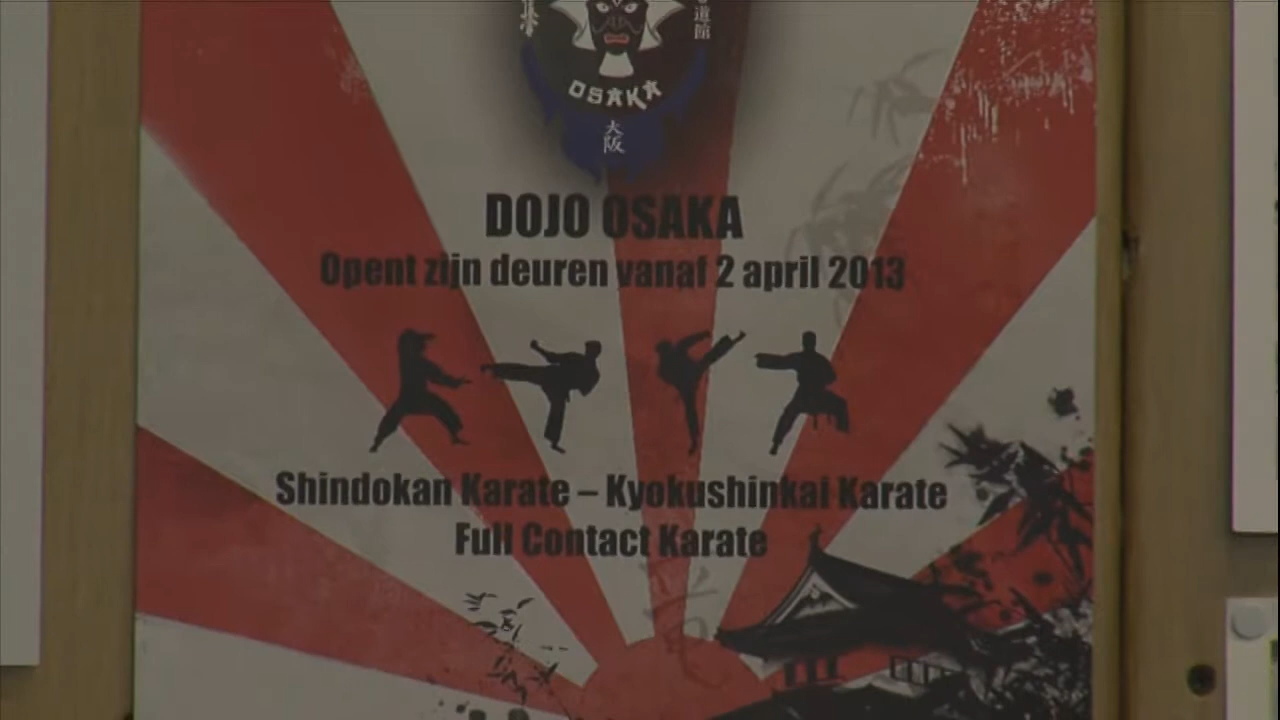 OSAKA
大阪
DOJO OSAKA
Opent zijn deuren vanaf 2 april 2013
Shindokan Karate – Kyokushinkai Karate
Full Contact Karate